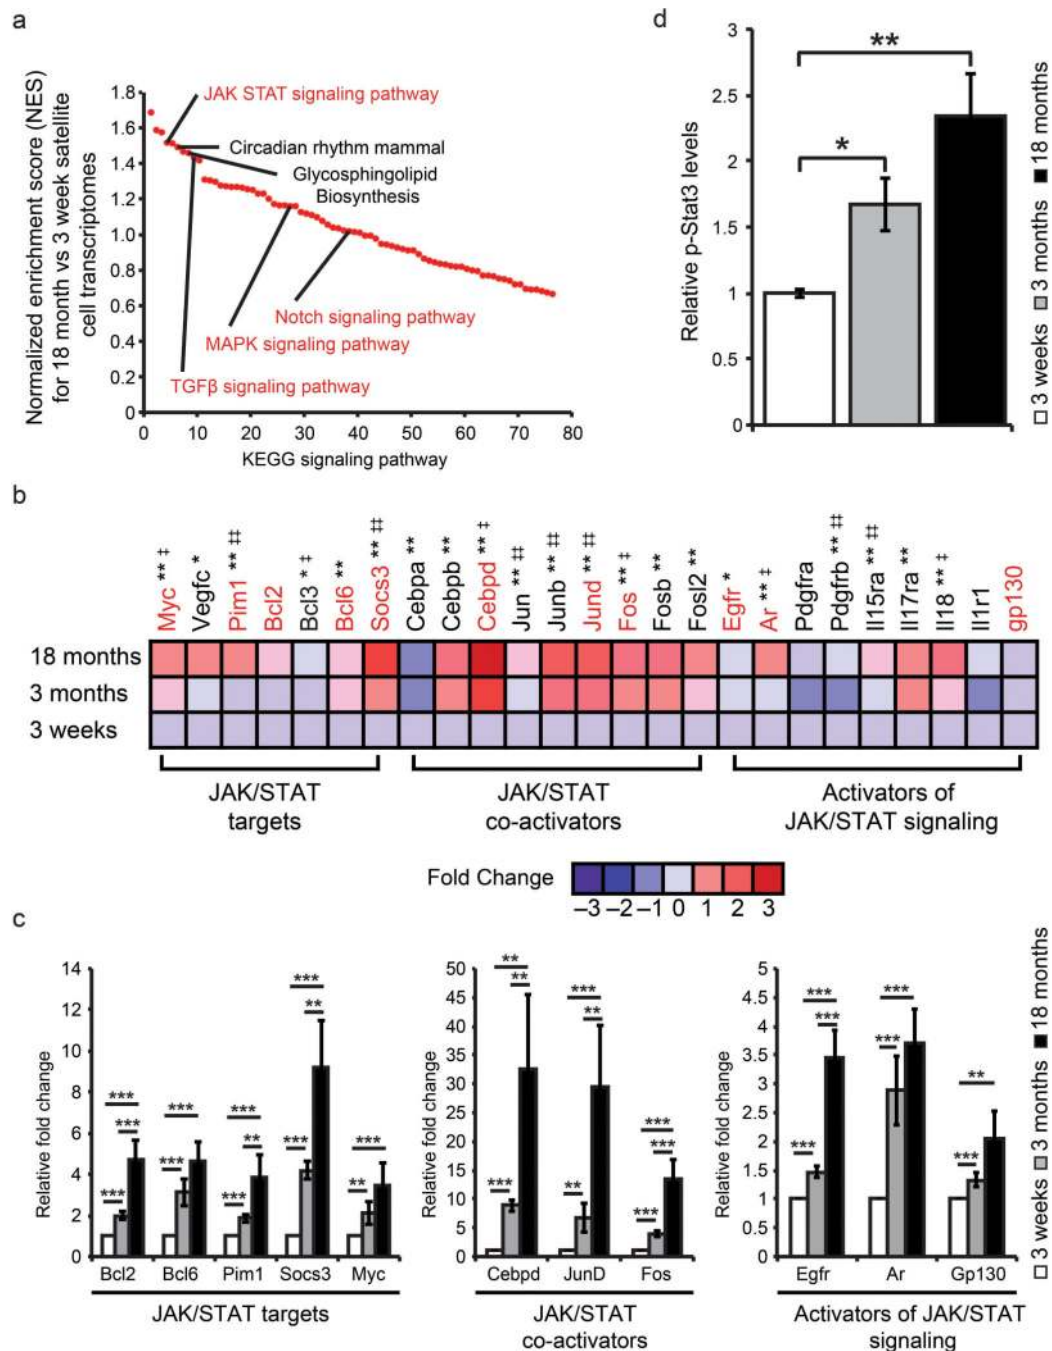 a
Normalized enrichment score (NES)
for 18 month vs 3 week satellite
cell transcriptomes
1.8
1.6
1.4
1.2
1.0
0.8
0.6
0.4
1.2
0
JAK STAT signaling pathway
Circadian rhythm mammal
Glycosphingolipid
Biosynthesis
Notch signaling pathway
MAPK signaling pathway
TGFβ signaling pathway
0 10 20 30 40 50 60 70 80
KEGG signaling pathway
d
Relative p-Stat3 levels
3
2.5
2
1.5
1
0.5
0
*
**
3 weeks 3 months 18 months
b
Myc ** ‡
Vegfc *
Pim1 ** ‡‡
Bcl2
Bcl3 * ‡
Bcl6 **
Socs3 ** ‡‡
Cebpa **
Cebpb **
Cebpd ** ‡
Jun ** ‡‡
Junb ** ‡‡
Jund ** ‡‡
Fos ** ‡
Fosb **
Fosl2 **
Egfr *
Ar ** ‡
Pdgfra
Pdgfrb ** ‡‡
Il15ra ** ‡‡
Il17ra **
Il18 ** ‡
Il1r1
gp130
18 months
3 months
3 weeks
JAK/STAT
targets
JAK/STAT
co-activators
Activators of
JAK/STAT signaling
Fold Change
–3 –2 –1 0 1 2 3
c
Relative fold change
14
12
10
8
6
4
2
0
*** *** ***
*** ***
*** ** ***
*** ** ***
** ***
Bcl2 Bcl6 Pim1 Socs3 Myc
JAK/STAT targets
Relative fold change
50
45
40
35
30
25
20
15
10
5
0
*** ** **
** ** ***
*** *** ***
Cebpd JunD Fos
JAK/STAT
co-activators
Relative fold change
5
4.5
4
3.5
3
2.5
2
1.5
1
0.5
0
*** *** ***
*** ***
*** **
Egfr Ar Gp130
Activators of JAK/STAT
signaling
3 weeks 3 months 18 months